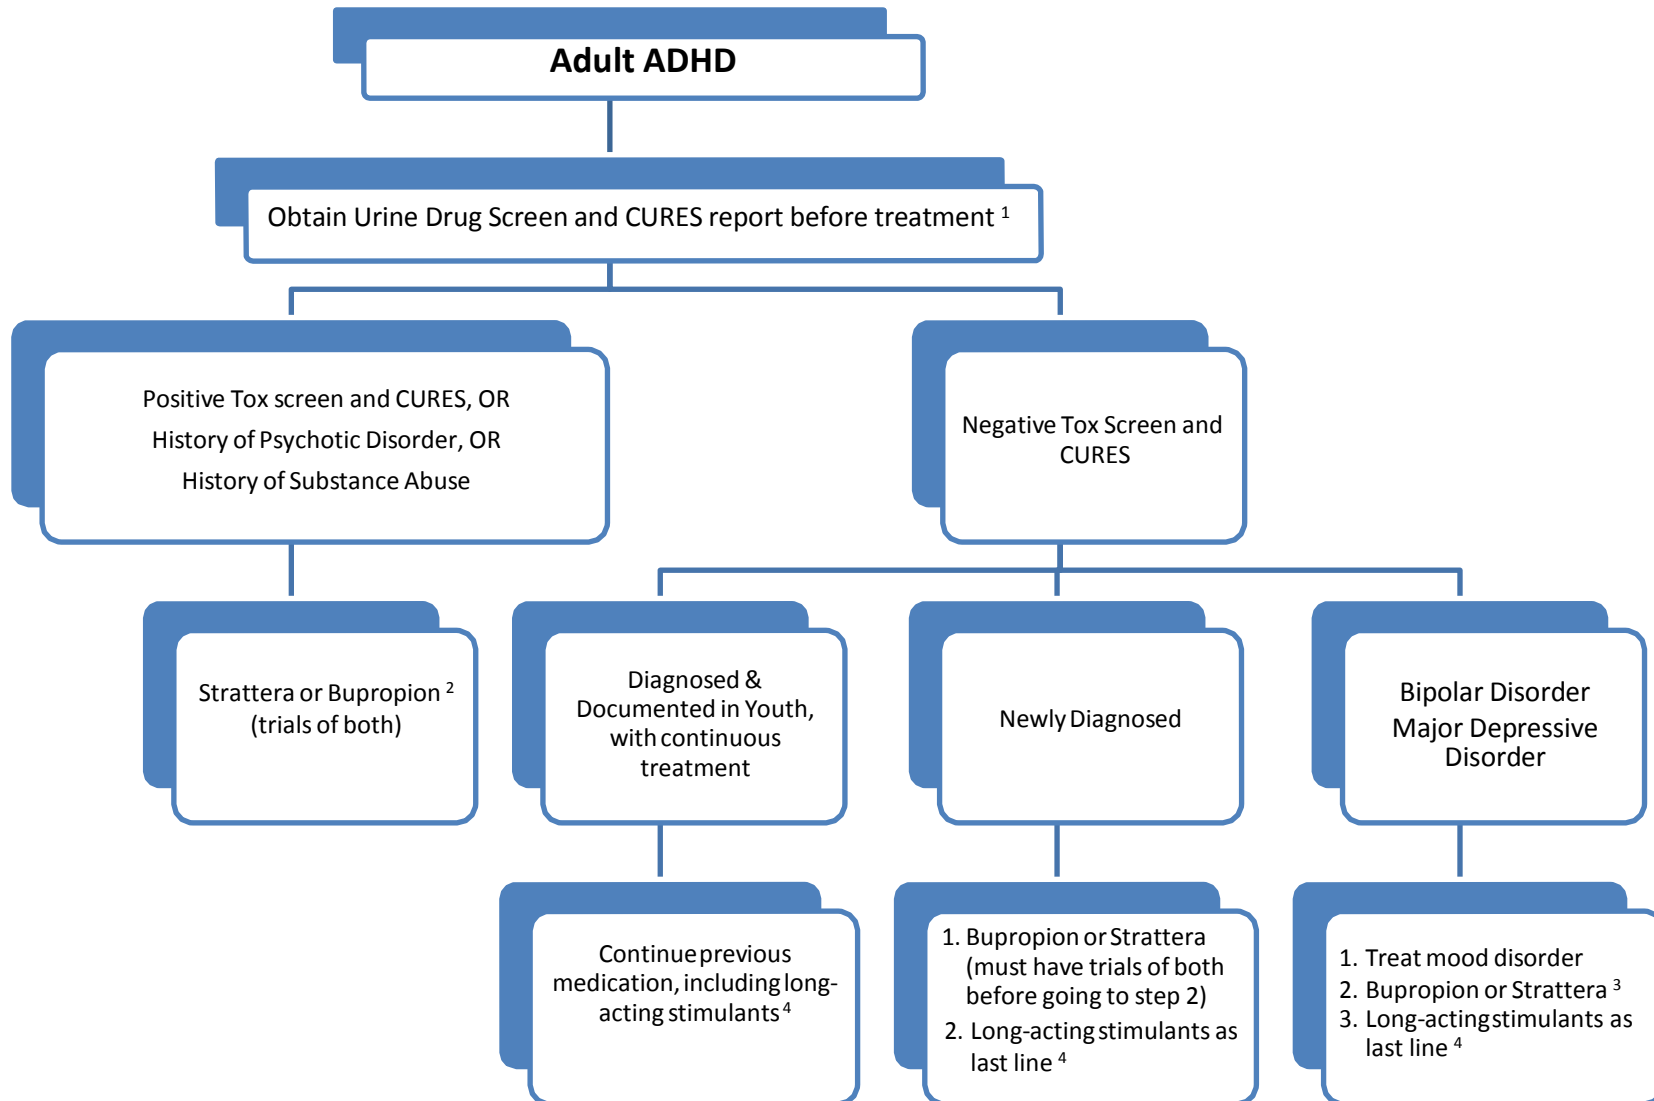 Adult ADHD
Obtain Urine Drug Screen and CURES report before treatment ¹
Positive Tox screen and CURES, OR
History of Psychotic Disorder, OR
History of Substance Abuse
Negative Tox Screen and
CURES
Strattera or Bupropion ²
(trials of both)
Diagnosed &
Documented in Youth,
with continuous
treatment
Newly Diagnosed
Bipolar Disorder
Major Depressive
Disorder
Continue previous
medication, including long-
acting stimulants ⁴
1. Bupropion or Strattera
(must have trials of both
before going to step 2)
2. Long-acting stimulants as
last line ⁴
1. Treat mood disorder
2. Bupropion or Strattera ³
3. Long-acting stimulants as
last line ⁴